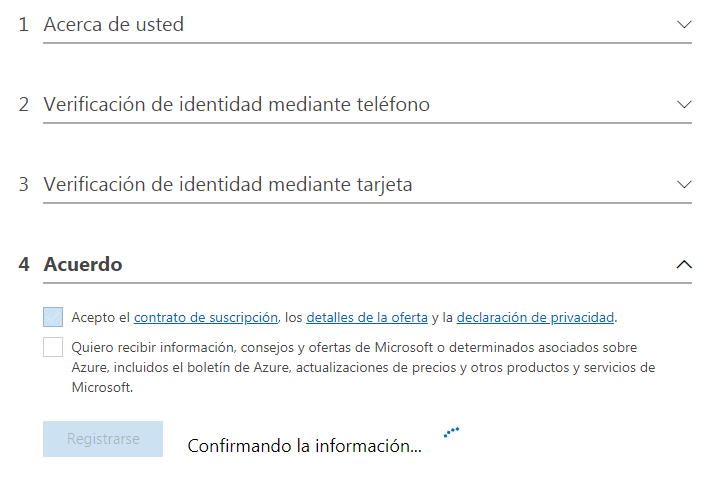 1 Acerca de usted
2 Verificación de identidad mediante teléfono
3 Verificación de identidad mediante tarjeta
4 Acuerdo
Acepto el contrato de suscripción, los detalles de la oferta y la declaración de privacidad.
Quiero recibir información, consejos y ofertas de Microsoft o determinados asociados sobre
Azure, incluidos el boletín de Azure, actualizaciones de precios y otros productos y servicios de
Microsoft.
Registrarse Confirmando la información...